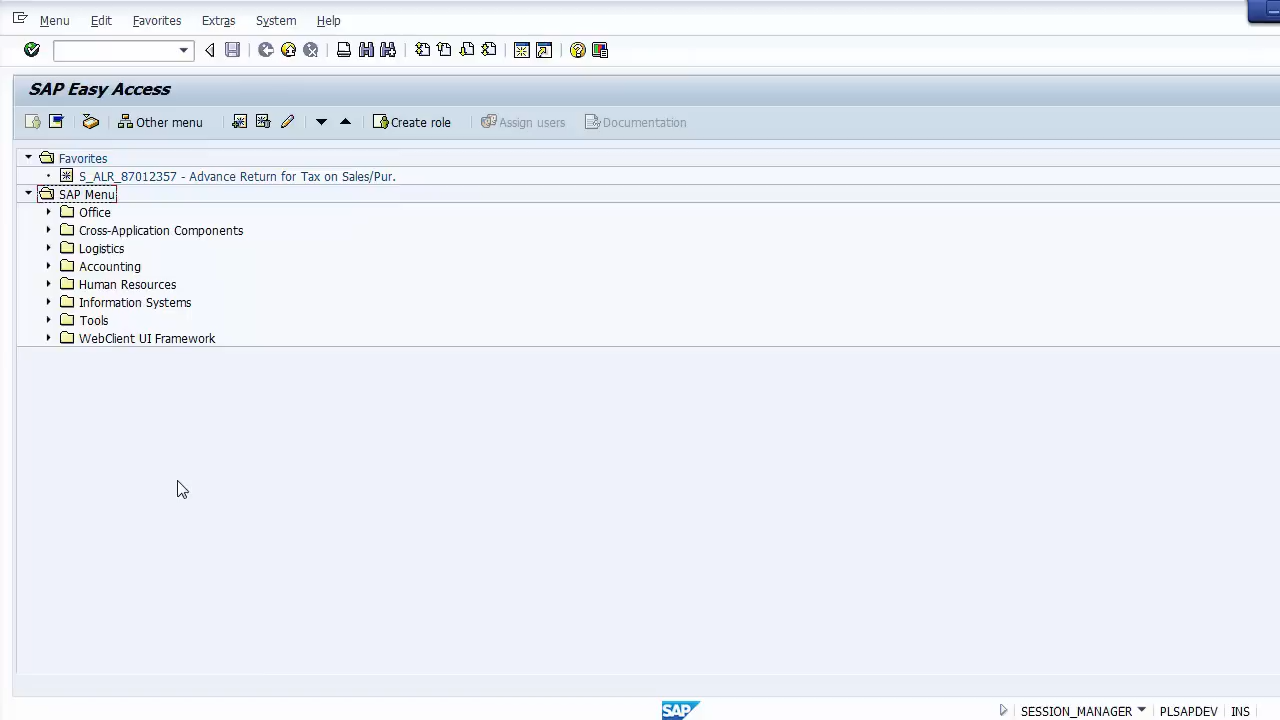 Menu Edit Favorites Extras System Help
SAP Easy Access
Other menu Create role Assign users Documentation
Favorites
S_ALR_87012357 - Advance Return for Tax on Sales/Pur.
SAP Menu
Office
Cross-Application Components
Logistics
Accounting
Human Resources
Information Systems
Tools
WebClient UI Framework
SAP SESSION_MANAGER PLSAPDEV INS